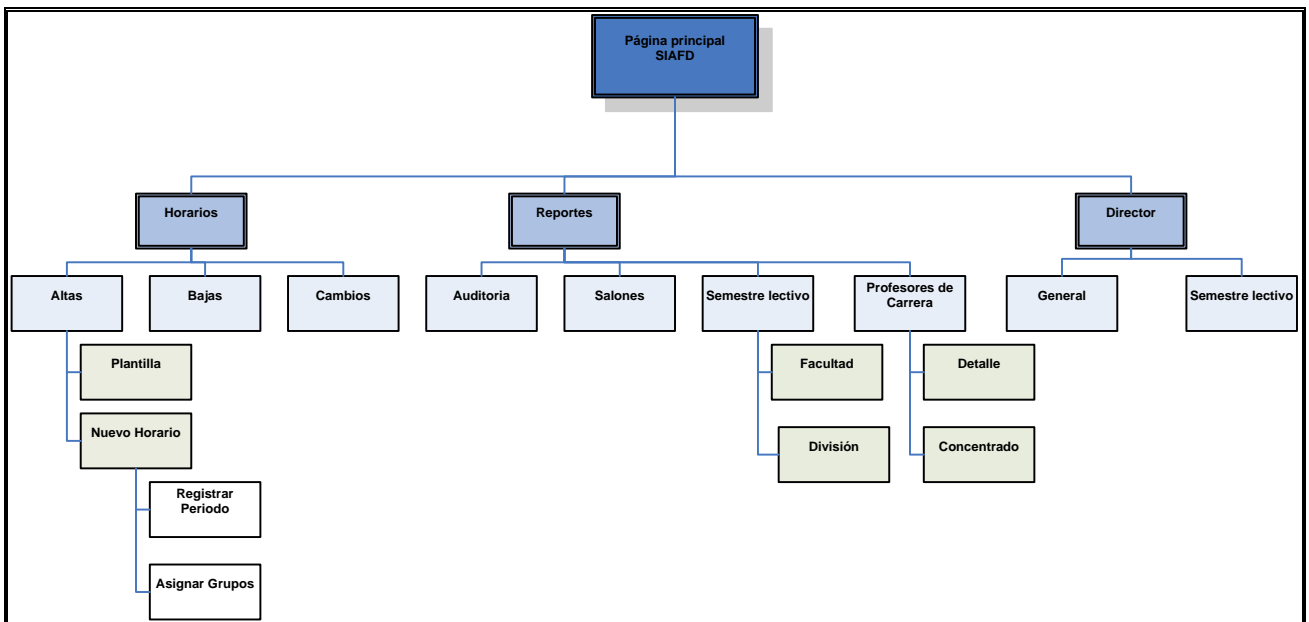 Página principal
SIAFD
Horarios
Reportes
Director
Altas
Bajas
Cambios
Auditoria
Salones
Semestre lectivo
Profesores de
Carrera
General
Semestre lectivo
Plantilla
Facultad
Detalle
Nuevo Horario
División
Concentrado
Registrar
Periodo
Asignar Grupos